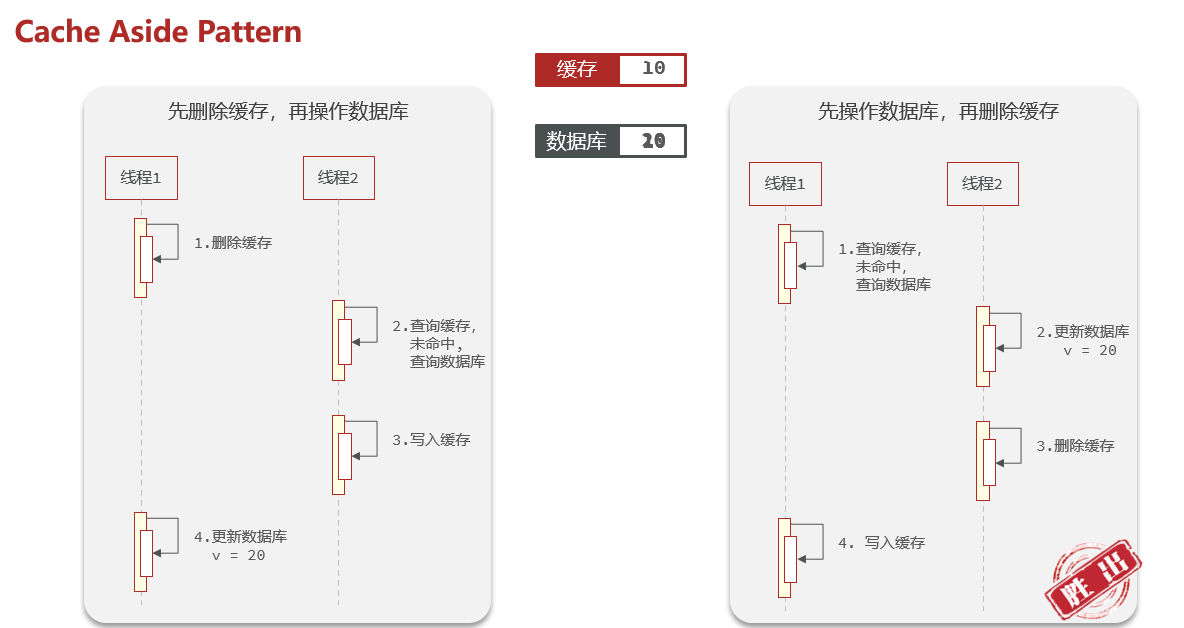 Cache Aside Pattern
缓存 10
数据库 20
先删除缓存，再操作数据库
线程1
线程2
1.删除缓存
2.查询缓存，
未命中，
查询数据库
3.写入缓存
4.更新数据库
v = 20
先操作数据库，再删除缓存
线程1
线程2
1.查询缓存，
未命中，
查询数据库
2.更新数据库
v = 20
3.删除缓存
4. 写入缓存
胜出